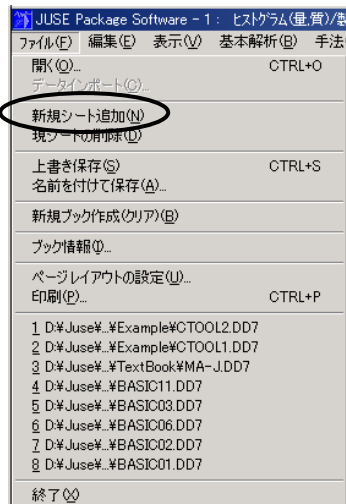 JUSE Package Software - 1 : ヒストグラム(量,質)/製
ファイル(F) 編集(E) 表示(V) 基本解析(B) 手法
開く(O)... CTRL+O
データインポート(G)...
新規シート追加(N)
現シートの削除(D)
上書き保存(S) CTRL+S
名前を付けて保存(A)...
新規ブック作成(クリア)(B)
ブック情報(I)...
ページレイアウトの設定(U)...
印刷(P)... CTRL+P
1 D:¥Juse¥...¥Example¥CTOOL2.DD7
2 D:¥Juse¥...¥Example¥CTOOL1.DD7
3 D:¥Juse¥...¥TextBook¥MA-J.DD7
4 D:¥Juse¥...¥BASIC11.DD7
5 D:¥Juse¥...¥BASIC03.DD7
6 D:¥Juse¥...¥BASIC06.DD7
7 D:¥Juse¥...¥BASIC02.DD7
8 D:¥Juse¥...¥BASIC01.DD7
終了(X)